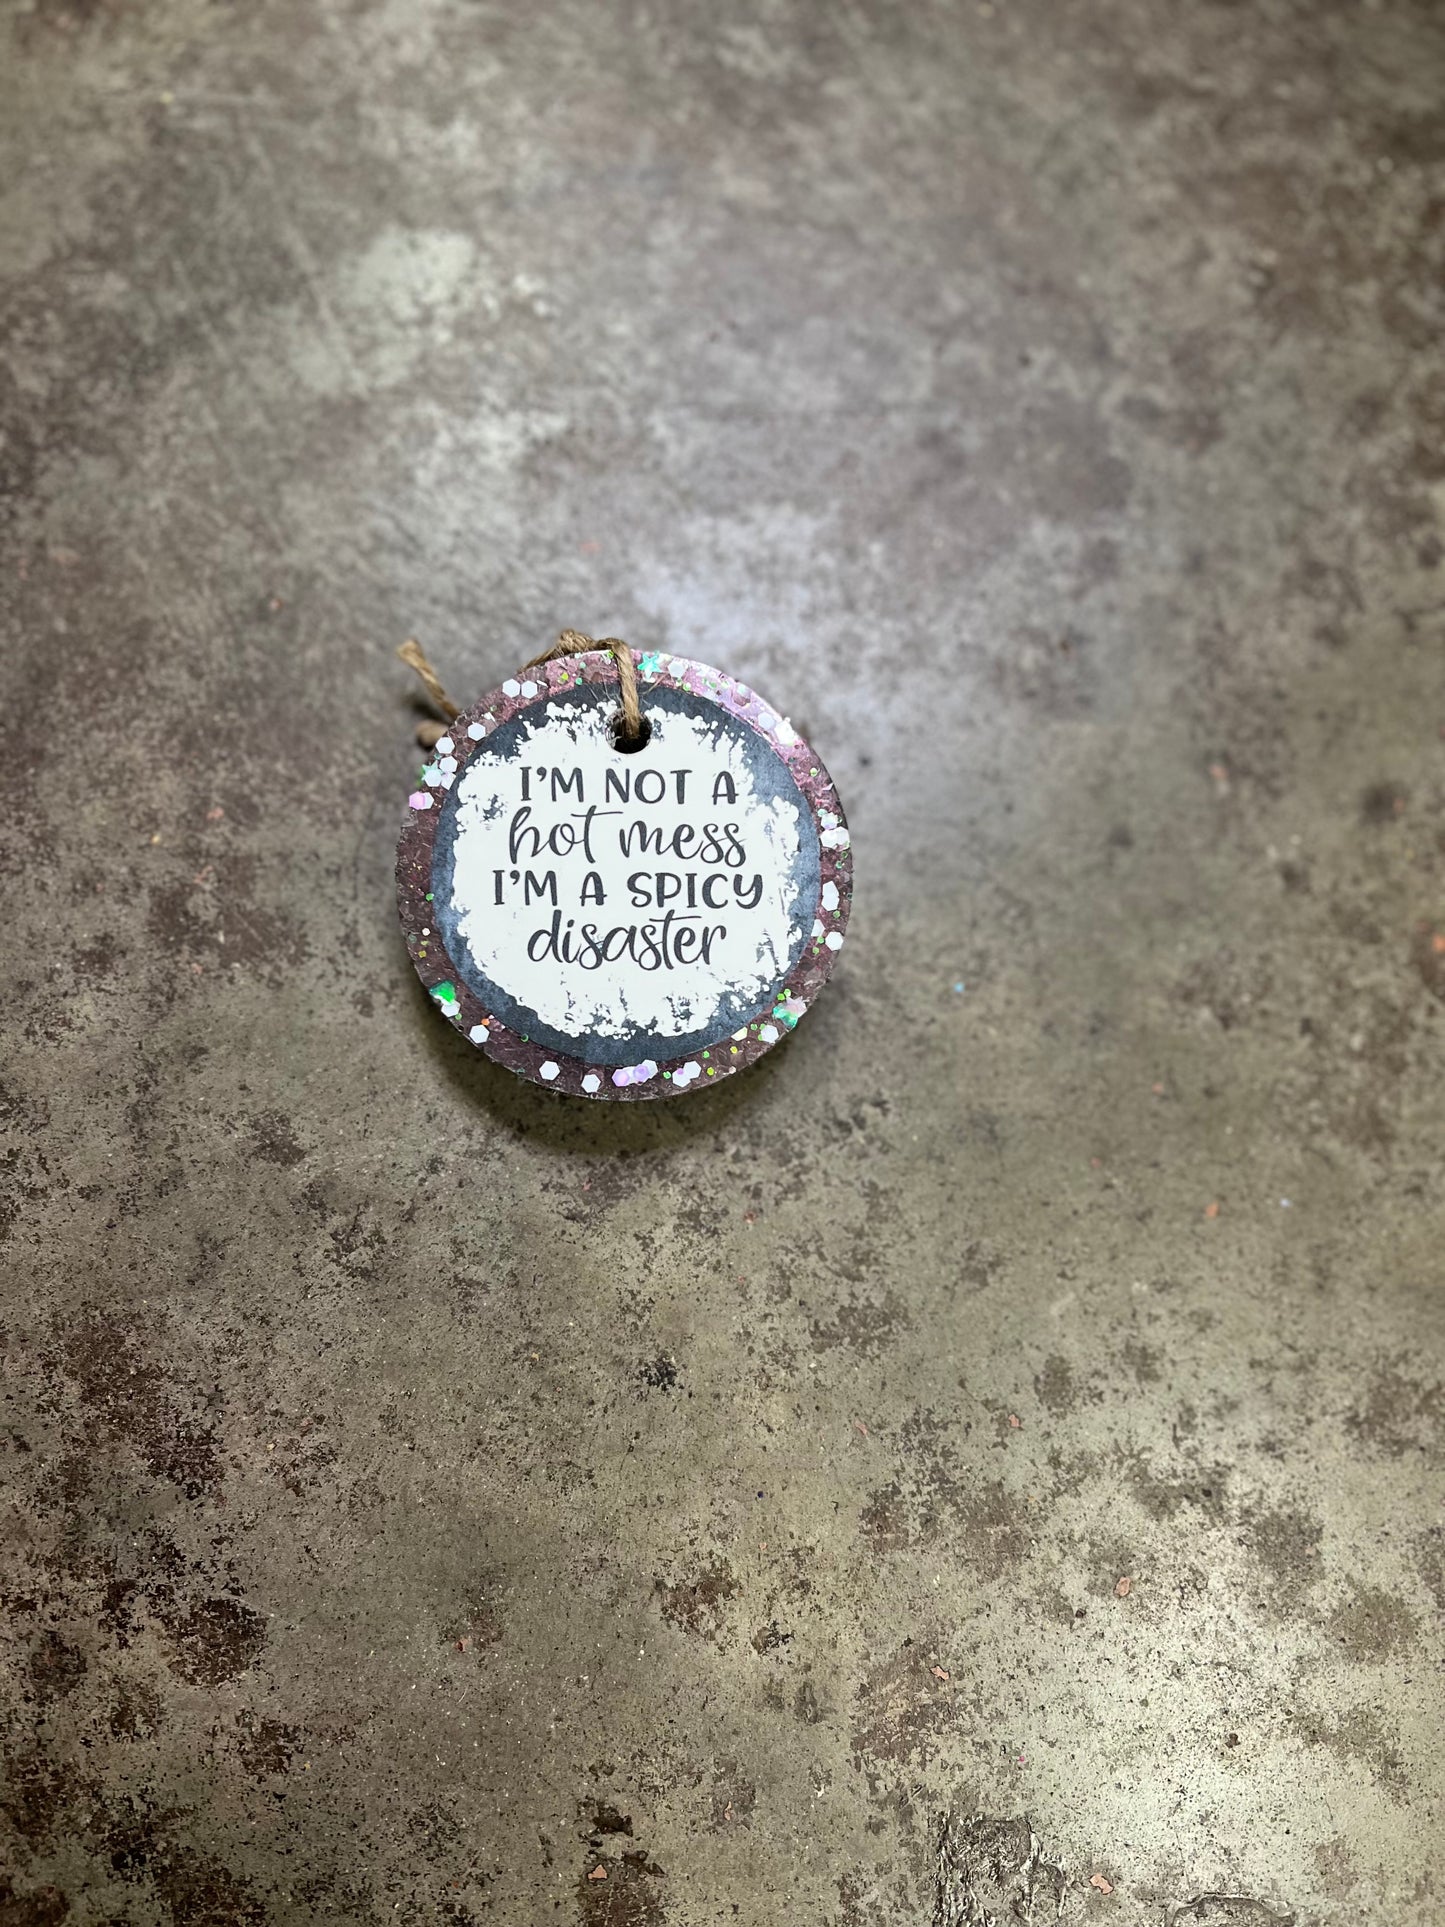 I'M NOT A
hot mess
I'M A SPICY
disaster